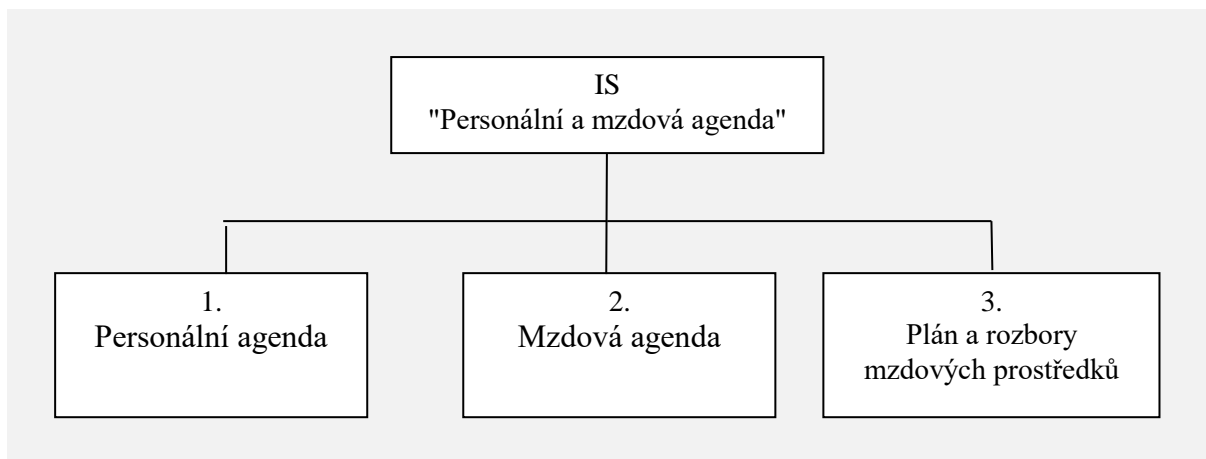 IS
"Personální a mzdová agenda"
1.
Personální agenda
2.
Mzdová agenda
3.
Plán a rozbory
mzdových prostředků